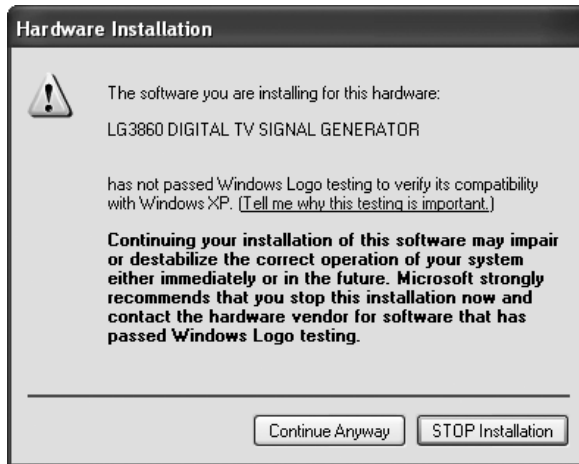 Hardware Installation
The software you are installing for this hardware:
LG3860 DIGITAL TV SIGNAL GENERATOR
has not passed Windows Logo testing to verify its compatibility
with Windows XP. (Tell me why this testing is important.)
Continuing your installation of this software may impair
or destabilize the correct operation of your system
either immediately or in the future. Microsoft strongly
recommends that you stop this installation now and
contact the hardware vendor for software that has
passed Windows Logo testing.
Continue Anyway
STOP Installation